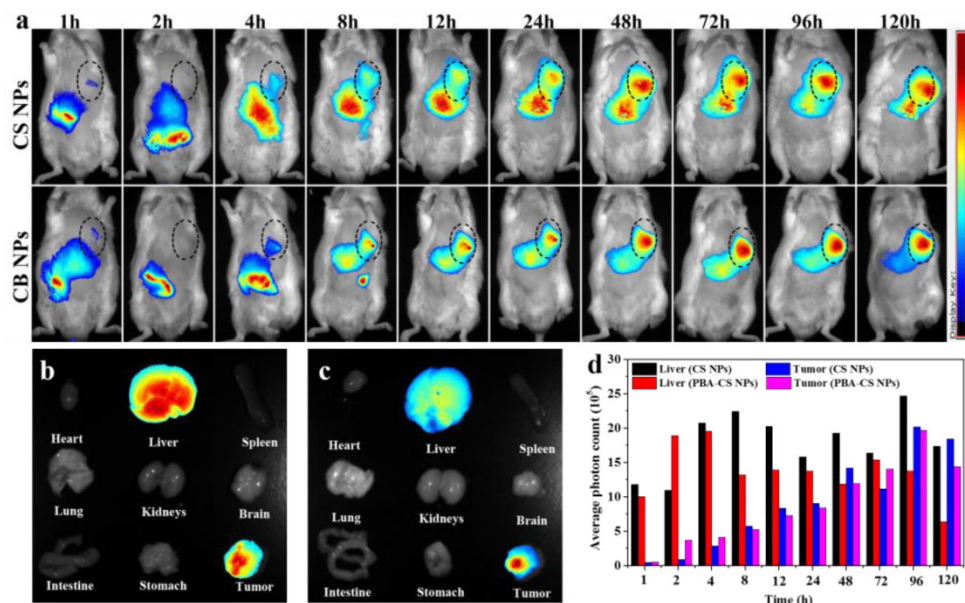 a
1h 2h 4h 8h 12h 24h 48h 72h 96h 120h
CS NPs
CB NPs
Display Key:
b
Heart Liver Spleen
Lung Kidneys Brain
Intestine Stomach Tumor
c
Heart Liver Spleen
Lung Kidneys Brain
Intestine Stomach Tumor
d
Liver (CS NPs) Tumor (CS NPs)
Liver (PBA-CS NPs) Tumor (PBA-CS NPs)
Average photon count (10⁵)
30
25
20
15
10
5
0
1 2 4 8 12 24 48 72 96 120
Time (h)